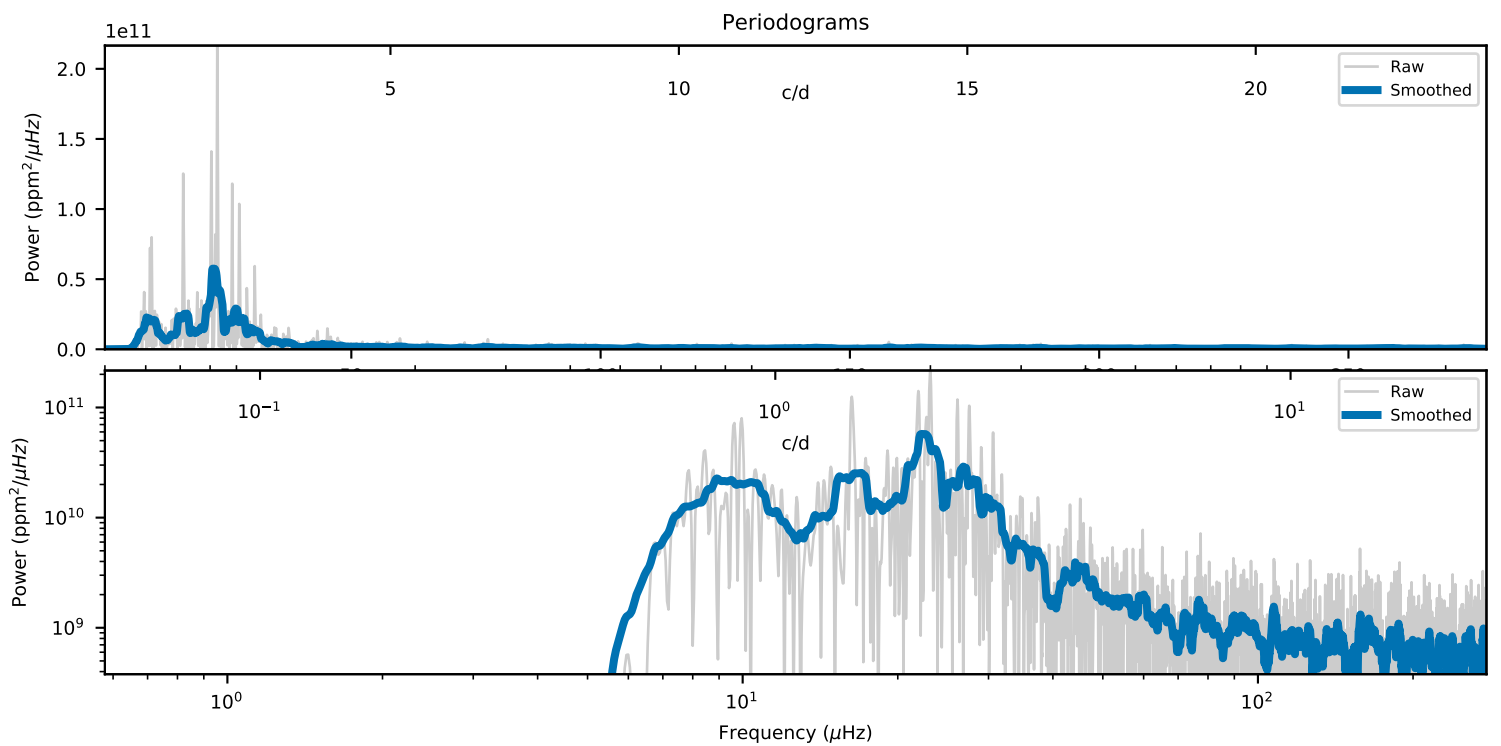 Periodograms
1e11
2.0
1.5
1.0
0.5
0.0
Power (ppm²/μHz)
5
10
15
20
c/d
Raw
Smoothed
10⁻¹
10⁰
10¹
c/d
Raw
Smoothed
10¹¹
10¹⁰
10⁹
Power (ppm²/μHz)
10⁰
10¹
10²
Frequency (μHz)